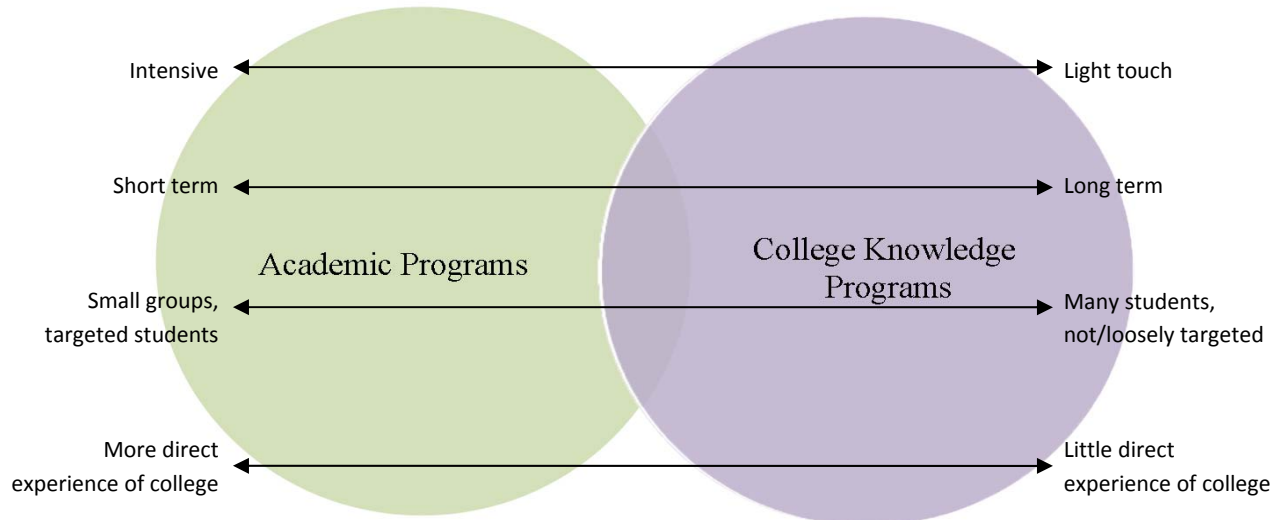 Intensive
Light touch
Short term
Long term
Academic Programs
College Knowledge
Programs
Small groups,
targeted students
Many students,
not/loosely targeted
More direct
experience of college
Little direct
experience of college